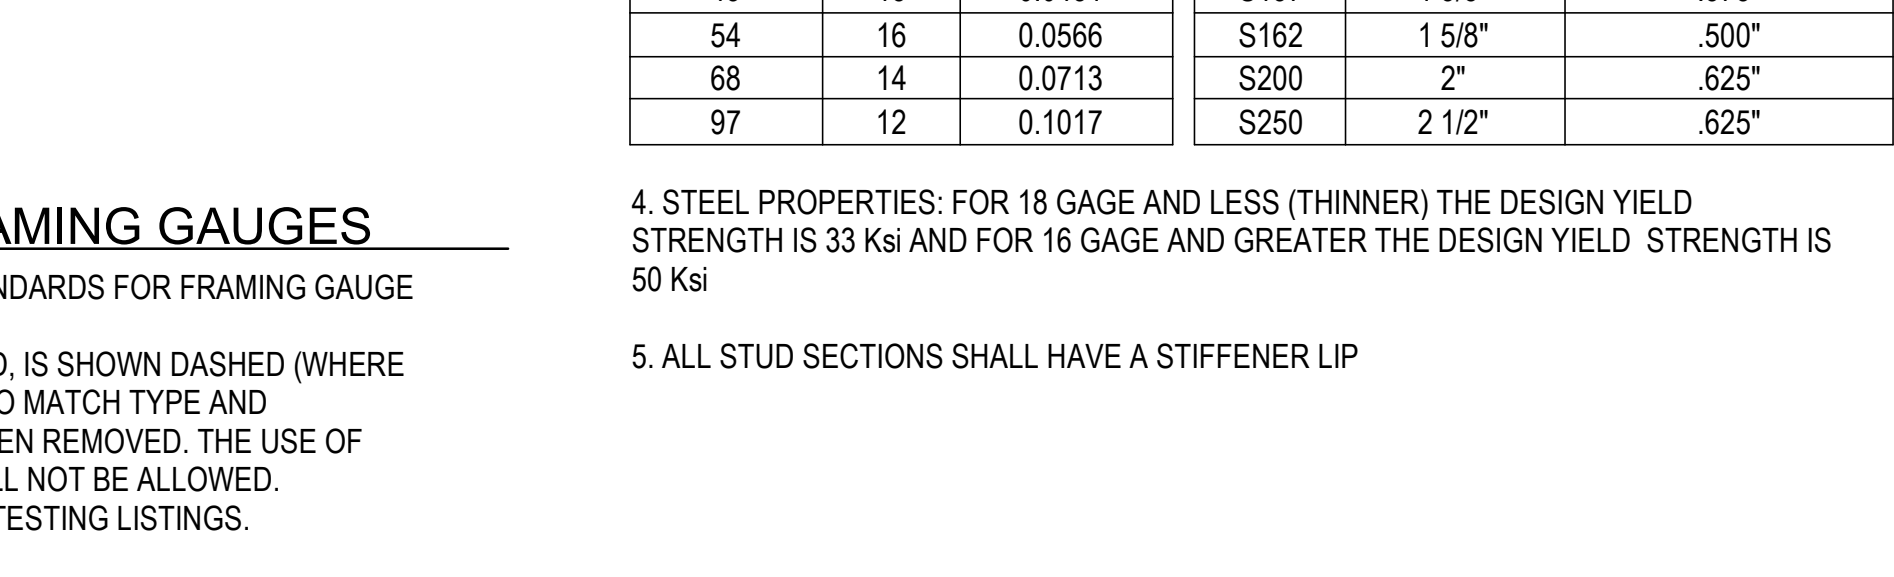 54 16 0.0566 S162 1 5/8" .500"
68 14 0.0713 S200 2" .625"
97 12 0.1017 S250 2 1/2" .625"
AMING GAUGES
NDARDS FOR FRAMING GAUGE
, IS SHOWN DASHED (WHERE
O MATCH TYPE AND
EN REMOVED. THE USE OF
LL NOT BE ALLOWED.
TESTING LISTINGS.
4. STEEL PROPERTIES: FOR 18 GAGE AND LESS (THINNER) THE DESIGN YIELD
STRENGTH IS 33 Ksi AND FOR 16 GAGE AND GREATER THE DESIGN YIELD STRENGTH IS
50 Ksi
5. ALL STUD SECTIONS SHALL HAVE A STIFFENER LIP